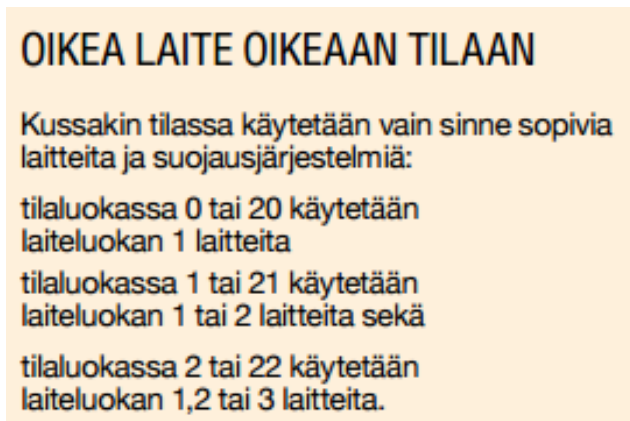 OIKEA LAITE OIKEAAN TILAAN
Kussakin tilassa käytetään vain sinne sopivia
laitteita ja suojausjärjestelmiä:
tilaluokassa 0 tai 20 käytetään
laiteluokan 1 laitteita
tilaluokassa 1 tai 21 käytetään
laiteluokan 1 tai 2 laitteita sekä
tilaluokassa 2 tai 22 käytetään
laiteluokan 1,2 tai 3 laitteita.